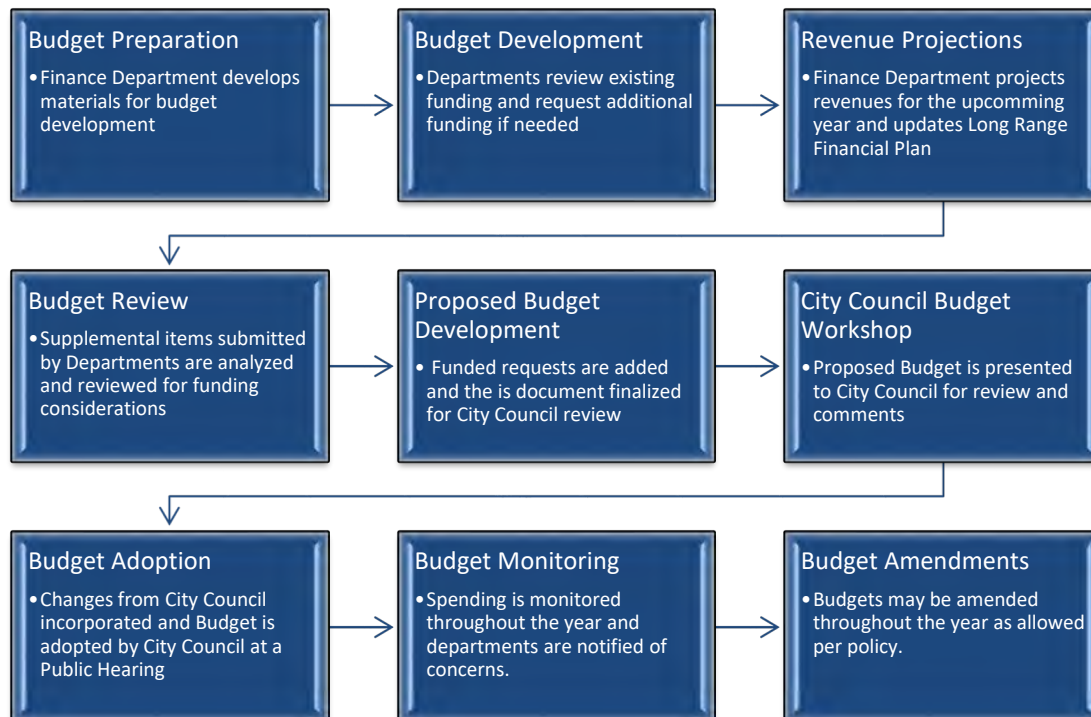 Budget Preparation
•Finance Department develops
materials for budget
development
Budget Development
•Departments review existing
funding and request additional
funding if needed
Revenue Projections
•Finance Department projects
revenues for the upcomming
year and updates Long Range
Financial Plan
Budget Review
•Supplemental items submitted
by Departments are analyzed
and reviewed for funding
considerations
Proposed Budget
Development
• Funded requests are added
and the is document finalized
for City Council review
City Council Budget
Workshop
•Proposed Budget is presented
to City Council for review and
comments
Budget Adoption
•Changes from City Council
incorporated and Budget is
adopted by City Council at a
Public Hearing
Budget Monitoring
•Spending is monitored
throughout the year and
departments are notified of
concerns.
Budget Amendments
•Budgets may be amended
throughout the year as allowed
per policy.